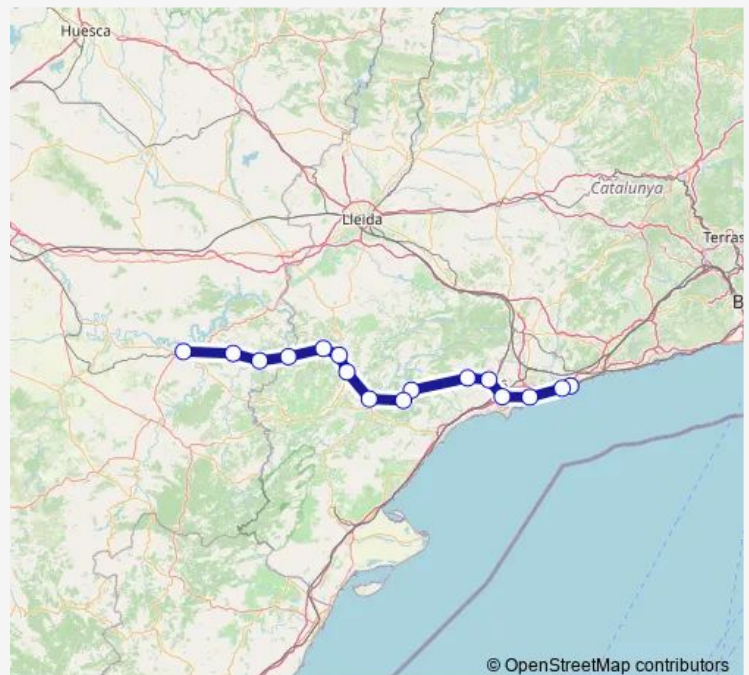 Huesca
Catalunya
Lleida
Terras
B
© OpenStreetMap contributors